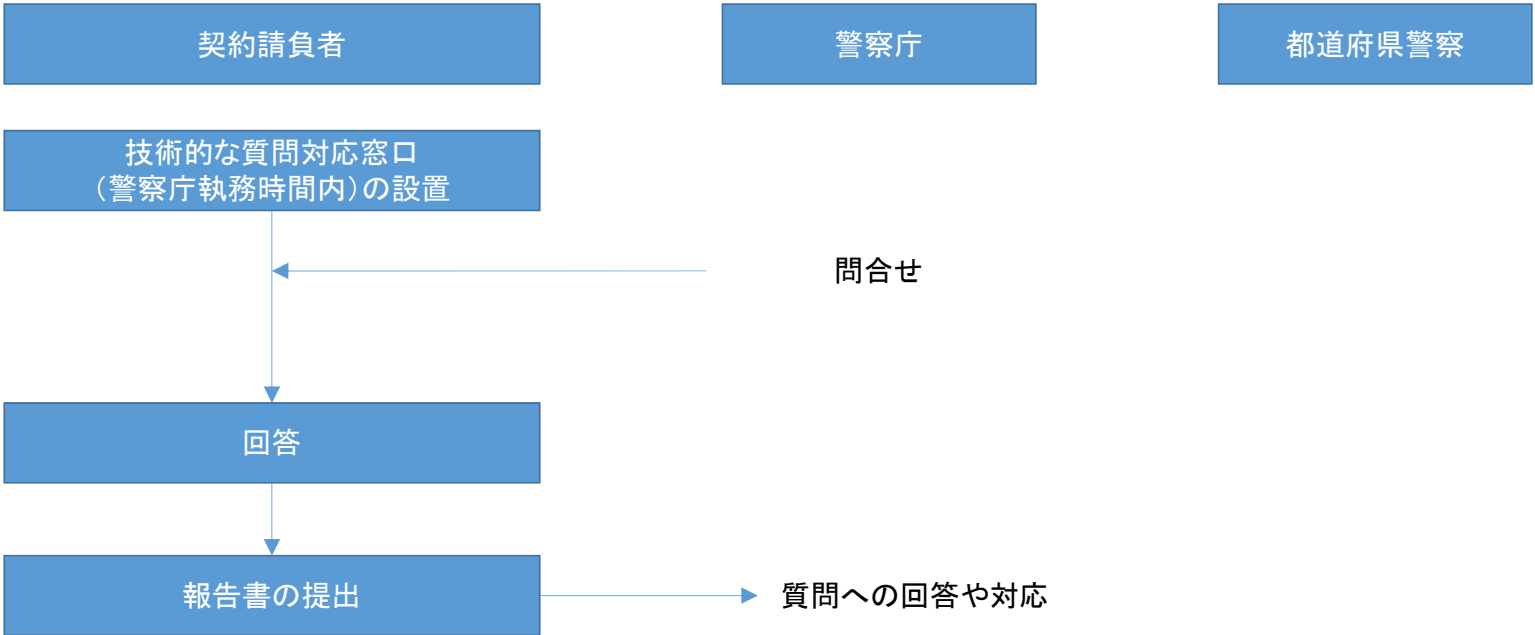 契約請負者
警察庁
都道府県警察
技術的な質問対応窓口
（警察庁執務時間内）の設置
問合せ
回答
報告書の提出
質問への回答や対応